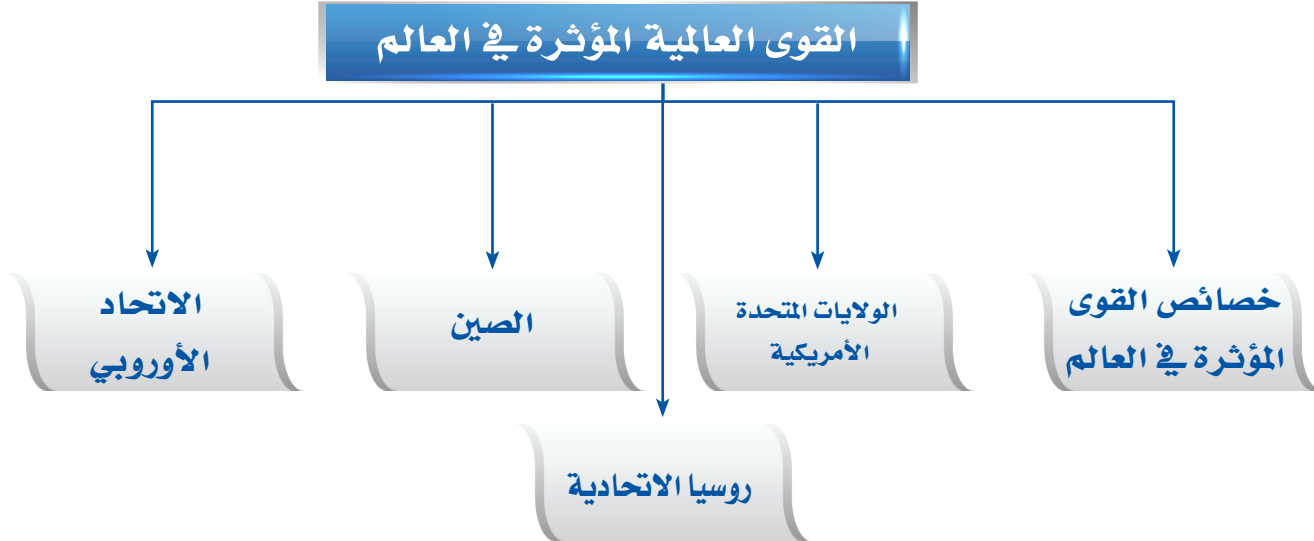 القوى العالمية المؤثرة في العالم
خصائص القوى
المؤثرة في العالم
الولايات المتحدة
الأمريكية
الصين
الاتحاد
الأوروبي
روسيا الاتحادية